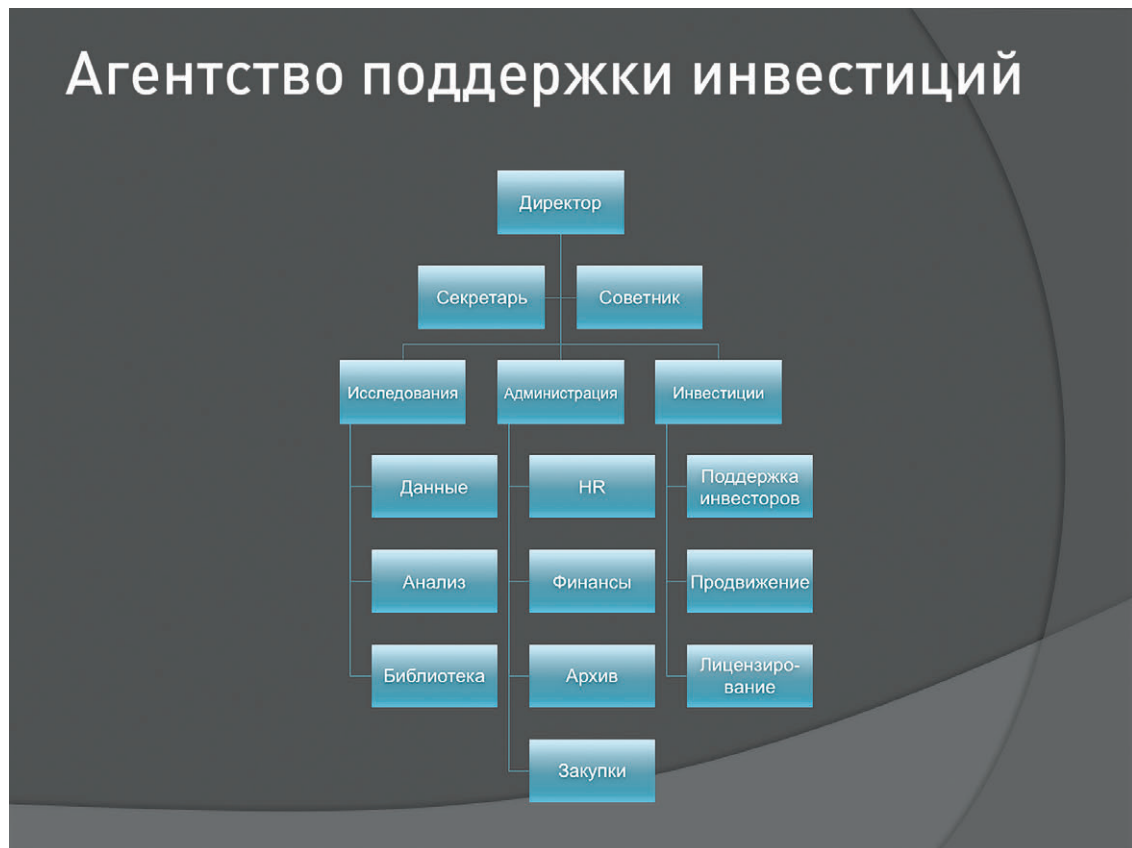 Агентство поддержки инвестиций
Директор
Секретарь
Советник
Исследования
Администрация
Инвестиции
Данные
HR
Поддержка
инвесторов
Анализ
Финансы
Продвижение
Библиотека
Архив
Лицензиро-
вание
Закупки